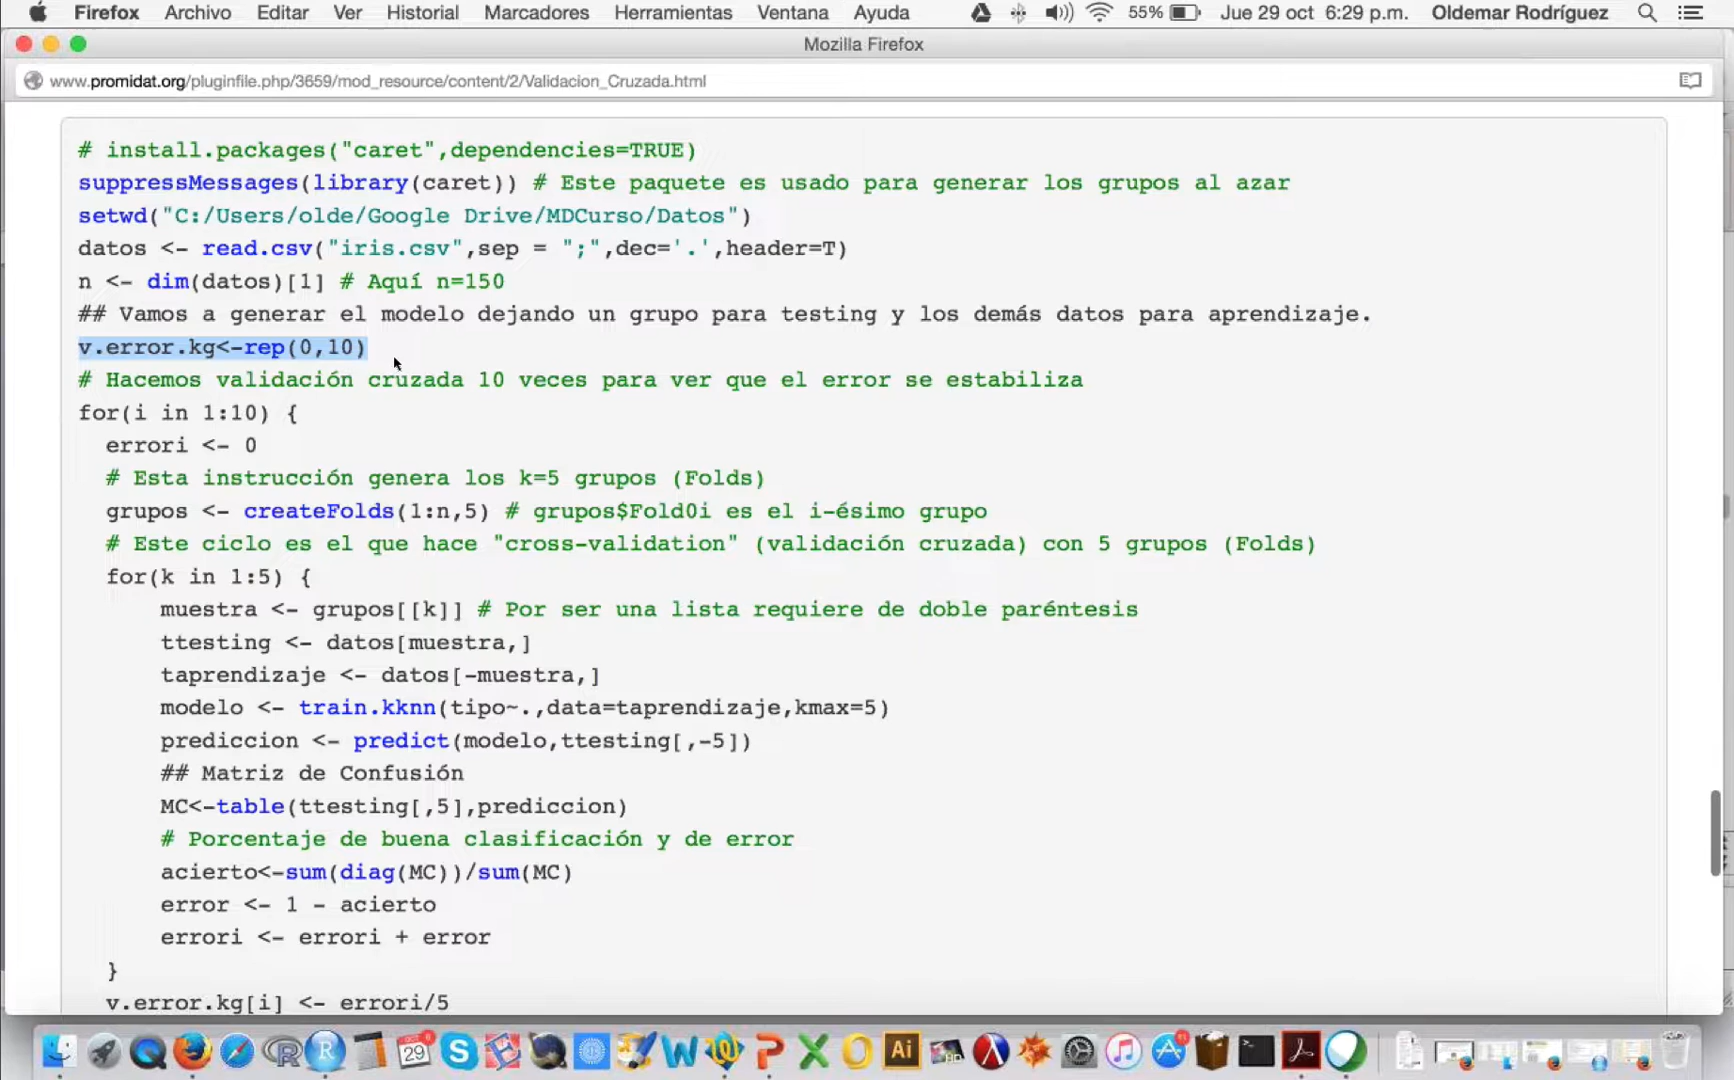 Firefox Archivo Editar Ver Historial Marcadores Herramientas Ventana Ayuda 55% Jue 29 oct 6:29 p.m. Oldemar Rodríguez
Mozilla Firefox
www.promidat.org/pluginfile.php/3659/mod_resource/content/2/Validacion_Cruzada.html
# install.packages("caret",dependencies=TRUE)
suppressMessages(library(caret)) # Este paquete es usado para generar los grupos al azar
setwd("C:/Users/olde/Google Drive/MDCurso/Datos")
datos <- read.csv("iris.csv",sep = ";",dec='.',header=T)
n <- dim(datos)[1] # Aquí n=150
## Vamos a generar el modelo dejando un grupo para testing y los demás datos para aprendizaje.
v.error.kg<-rep(0,10)
# Hacemos validación cruzada 10 veces para ver que el error se estabiliza
for(i in 1:10) {
errori <- 0
# Esta instrucción genera los k=5 grupos (Folds)
grupos <- createFolds(1:n,5) # grupos$Fold0i es el i-ésimo grupo
# Este ciclo es el que hace "cross-validation" (validación cruzada) con 5 grupos (Folds)
for(k in 1:5) {
muestra <- grupos[[k]] # Por ser una lista requiere de doble paréntesis
ttesting <- datos[muestra,]
taprendizaje <- datos[-muestra,]
modelo <- train.kknn(tipo~.,data=taprendizaje,kmax=5)
prediccion <- predict(modelo,ttesting[,-5])
## Matriz de Confusión
MC<-table(ttesting[,5],prediccion)
# Porcentaje de buena clasificación y de error
acierto<-sum(diag(MC))/sum(MC)
error <- 1 - acierto
errori <- errori + error
}
v.error.kg[i] <- errori/5
29
Ai